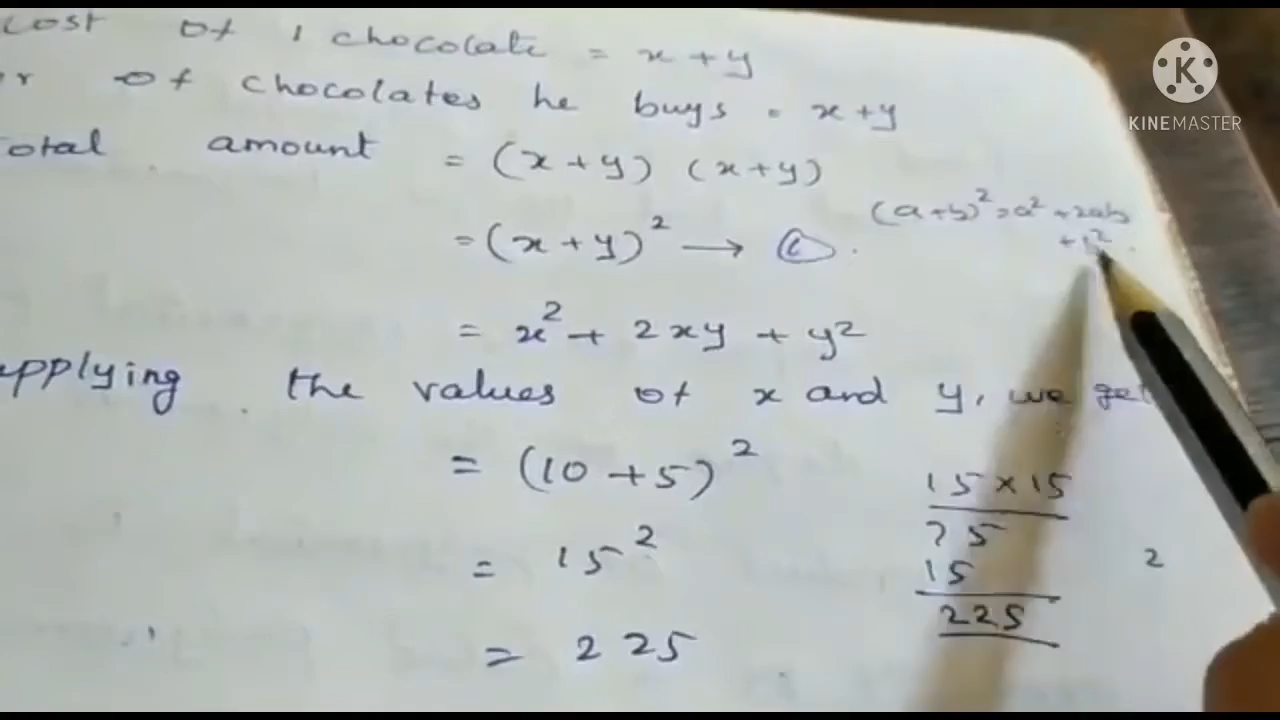 cost of 1 chocolate = x + y
of chocolates he buys = x + y
total amount = (x + y) (x + y)
= (x + y)² →
(a + b)² = a² + 2ab
+ b²
= x² + 2xy + y²
applying the values of x and y, we get
= (10 + 5)²
= 15²
= 225
15 × 15
75
15
225
2
K
KINEMASTER